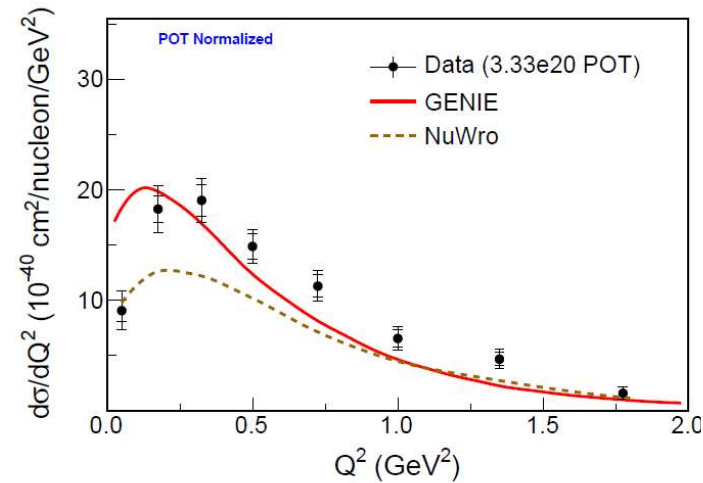 POT Normalized
Data (3.33e20 POT)
GENIE
NuWro
dσ/dQ² (10⁻⁴⁰ cm²/nucleon/GeV²)
30
20
10
0
0.0 0.5 1.0 1.5 2.0
Q² (GeV²)